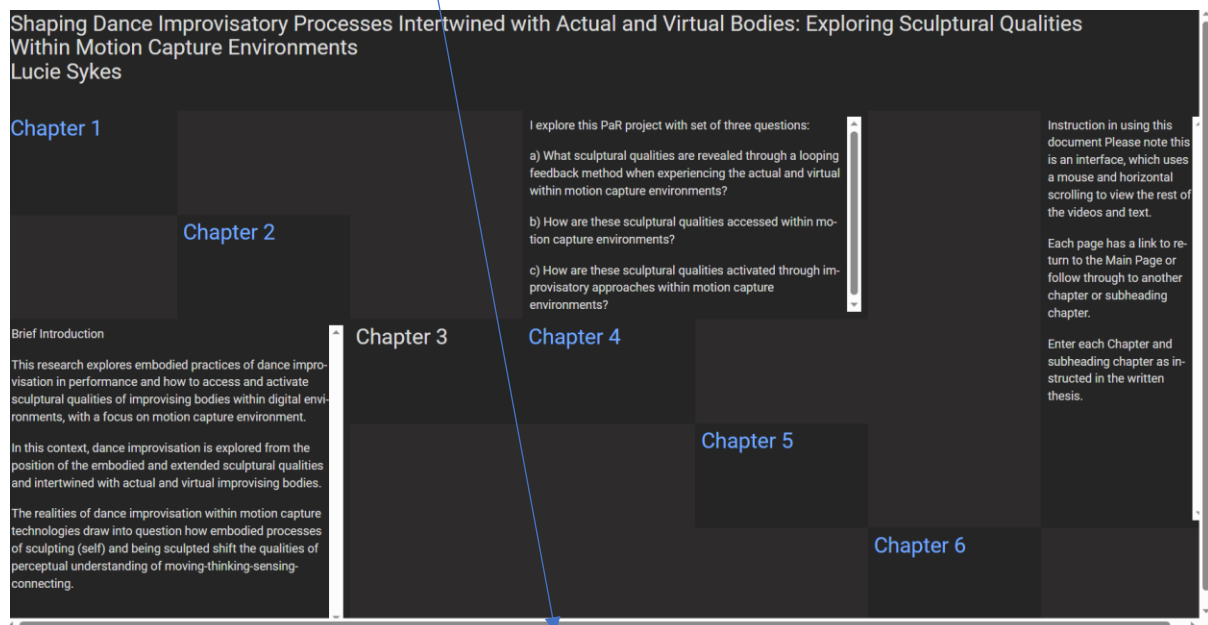 Shaping Dance Improvisatory Processes Intertwined with Actual and Virtual Bodies: Exploring Sculptural Qualities
Within Motion Capture Environments
Lucie Sykes
Chapter 1
I explore this PaR project with set of three questions:
a) What sculptural qualities are revealed through a looping
feedback method when experiencing the actual and virtual
within motion capture environments?
b) How are these sculptural qualities accessed within mo-
tion capture environments?
c) How are these sculptural qualities activated through im-
provisatory approaches within motion capture
environments?
Instruction in using this
document Please note this
is an interface, which uses
a mouse and horizontal
scrolling to view the rest of
the videos and text.
Each page has a link to re-
turn to the Main Page or
follow through to another
chapter or subheading
chapter.
Enter each Chapter and
subheading chapter as in-
structed in the written
thesis.
Chapter 2
Brief Introduction
This research explores embodied practices of dance impro-
visation in performance and how to access and activate
sculptural qualities of improvising bodies within digital envi-
ronments, with a focus on motion capture environment.
In this context, dance improvisation is explored from the
position of the embodied and extended sculptural qualities
and intertwined with actual and virtual improvising bodies.
The realities of dance improvisation within motion capture
technologies draw into question how embodied processes
of sculpting (self) and being sculpted shift the qualities of
perceptual understanding of moving-thinking-sensing-
connecting.
Chapter 3
Chapter 4
Chapter 5
Chapter 6